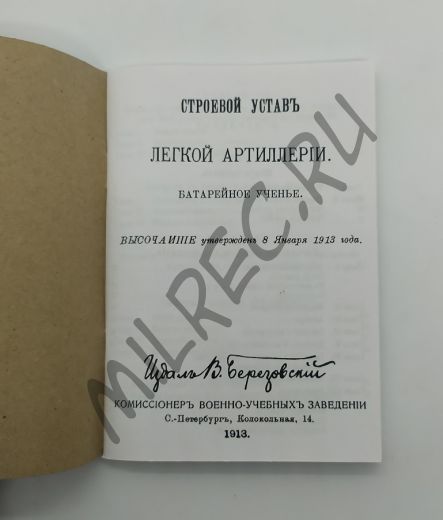 СТРОЕВОЙ УСТАВЪ
ЛЕГКОЙ АРТИЛЛЕРІИ.
БАТАРЕЙНОЕ УЧЕНЬЕ.
ВЫСОЧАЙШЕ утвержденъ 8 Января 1913 года.
Издалъ В. Березовскій
КОМИССІОНЕРЪ ВОЕННО-УЧЕБНЫХЪ ЗАВЕДЕНІЙ
С.-Петербургъ, Колокольная, 14.
1913.
MILREC.RU